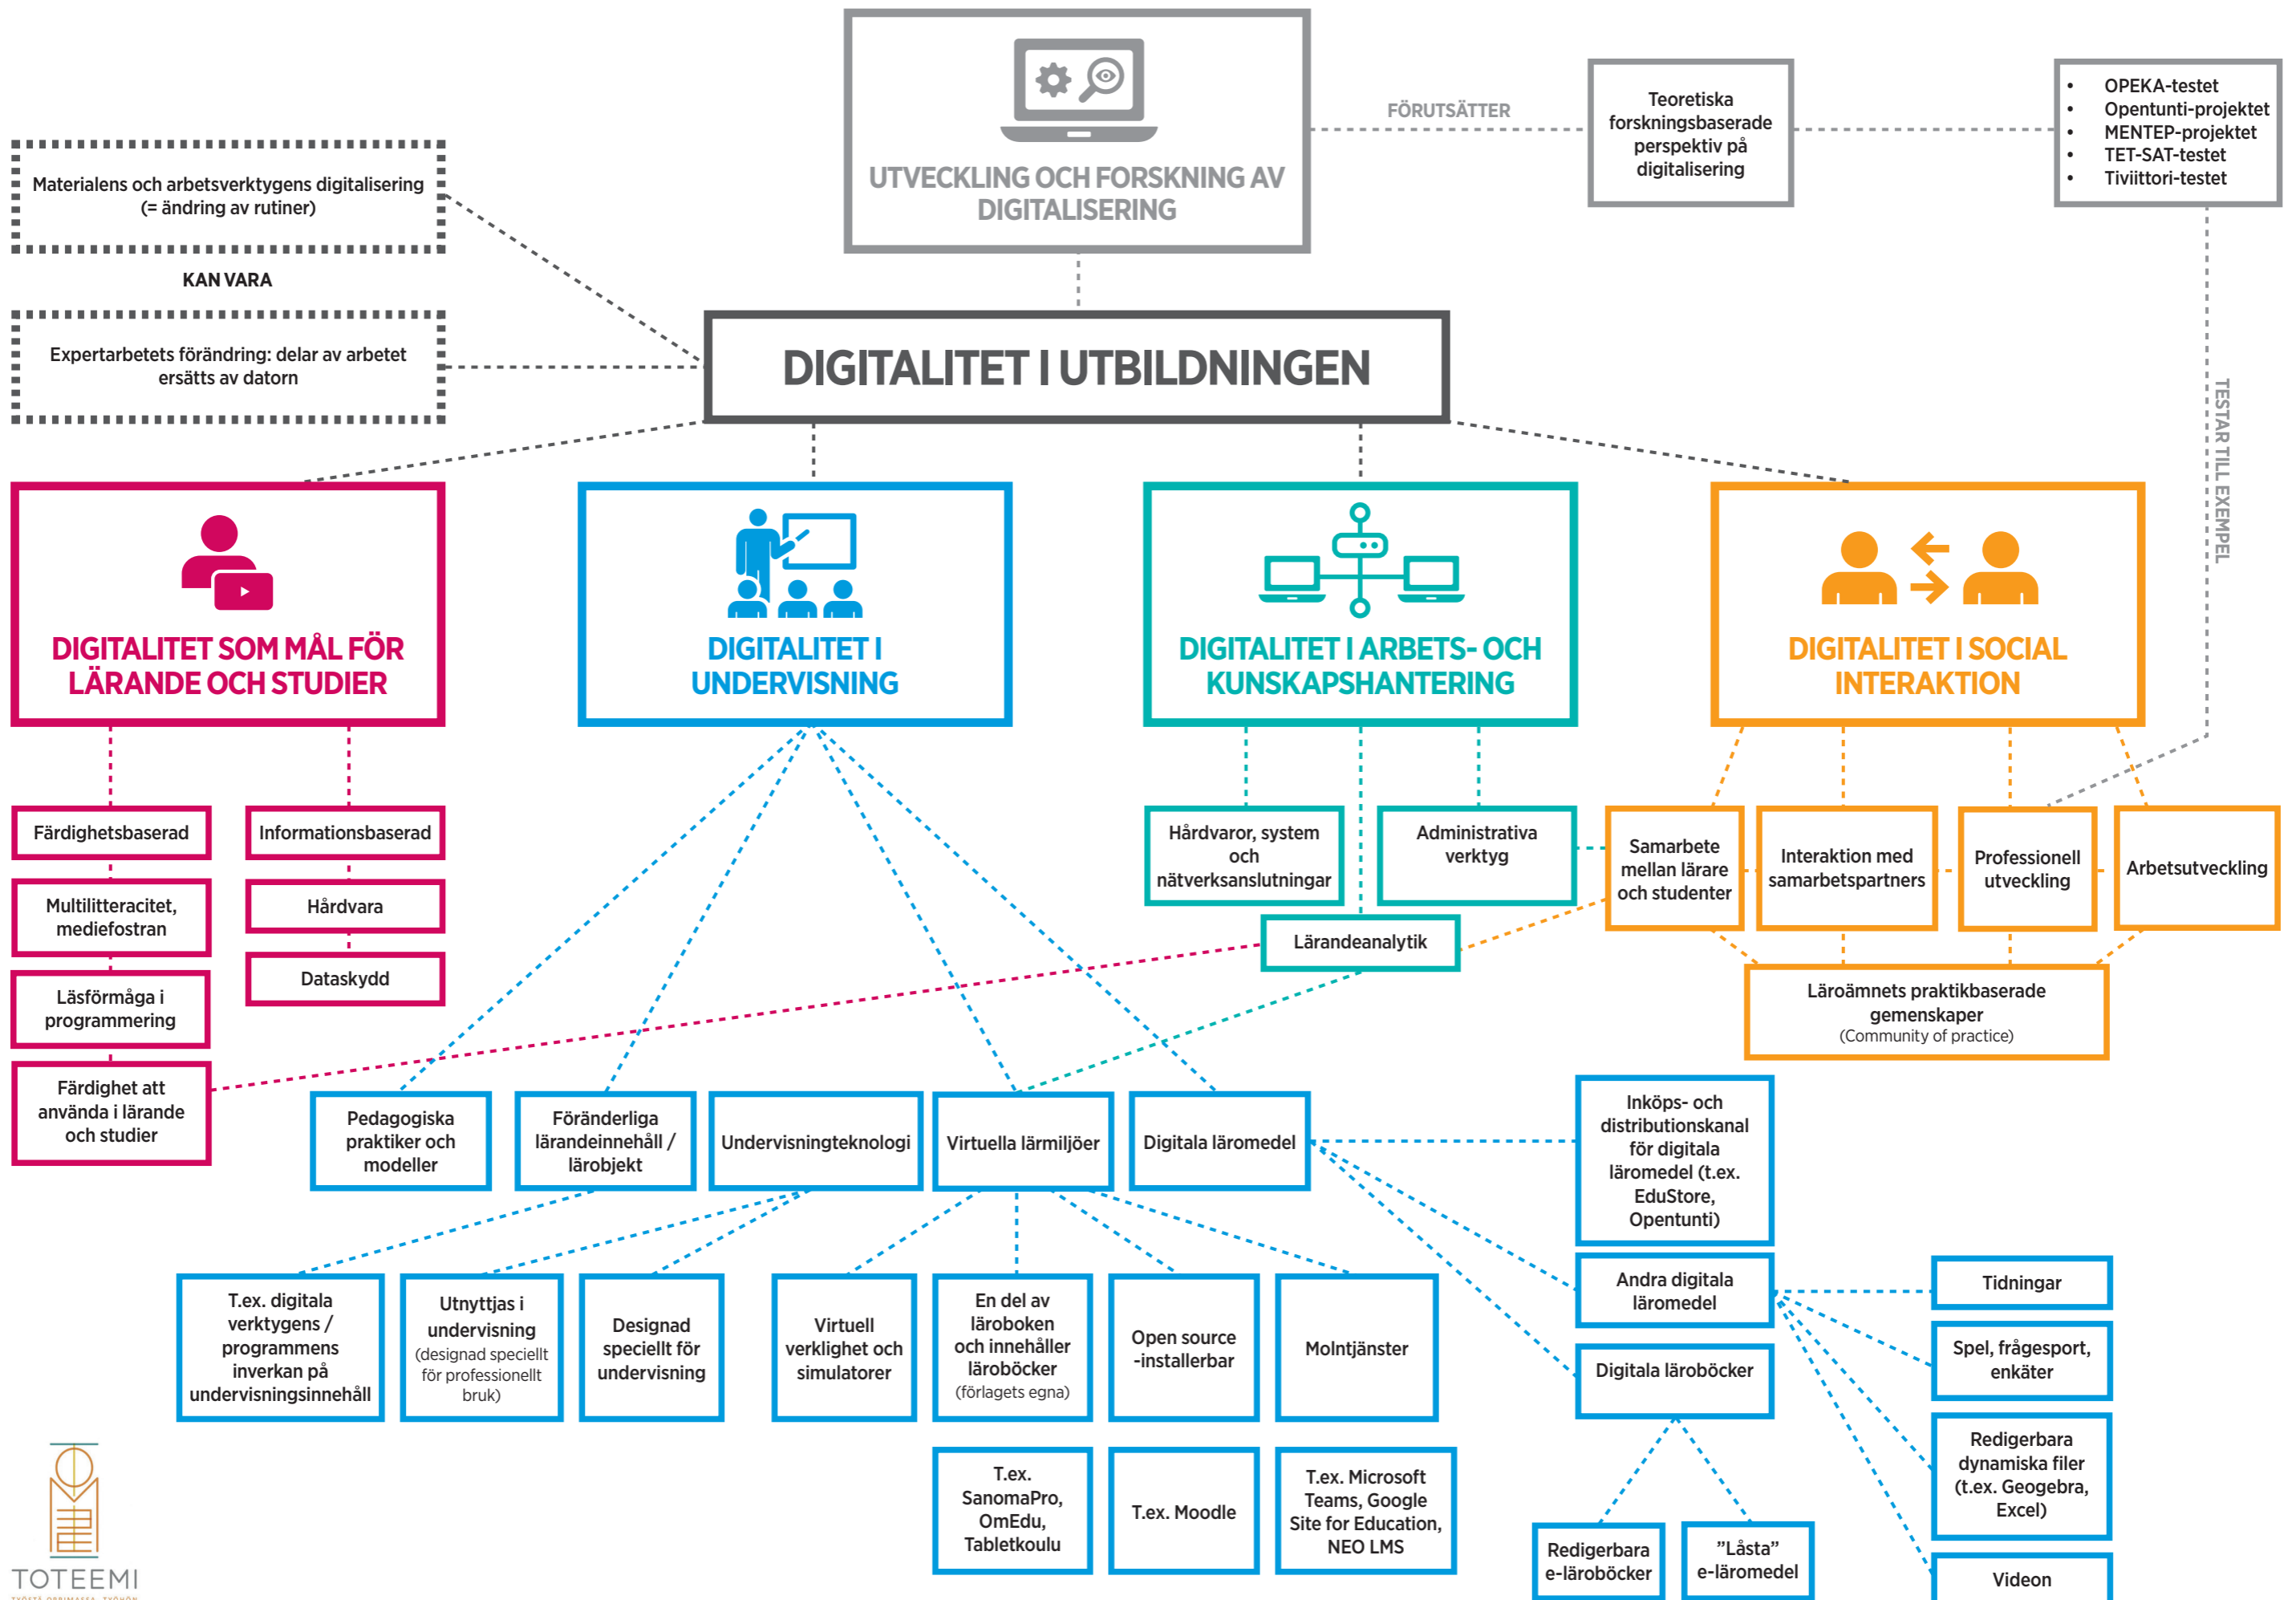 UTVECKLING OCH FORSKNING AV
DIGITALISERING
FÖRUTSÄTTER
Teoretiska
forskningsbaserade
perspektiv på
digitalisering
• OPEKA-testet
• Opentunti-projektet
• MENTEP-projektet
• TET-SAT-testet
• Tiviittori-testet
TESTAR TILL EXEMPEL
Materialens och arbetsverktygens digitalisering
(= ändring av rutiner)
KAN VARA
Expertarbetets förändring: delar av arbetet
ersätts av datorn
DIGITALITET I UTBILDNINGEN
DIGITALITET SOM MÅL FÖR
LÄRANDE OCH STUDIER
DIGITALITET I
UNDERVISNING
DIGITALITET I ARBETS- OCH
KUNSKAPSHANTERING
DIGITALITET I SOCIAL
INTERAKTION
Färdighetsbaserad
Multilitteracitet,
mediefostran
Läsförmåga i
programmering
Färdighet att
använda i lärande
och studier
Informationsbaserad
Hårdvara
Dataskydd
Hårdvaror, system
och
nätverksanslutningar
Administrativa
verktyg
Lärandeanalytik
Samarbete
mellan lärare
och studenter
Interaktion med
samarbetspartners
Professionell
utveckling
Arbetsutveckling
Läroämnets praktikbaserade
gemenskaper
(Community of practice)
Pedagogiska
praktiker och
modeller
Föränderliga
lärandeinnehåll /
lärobjekt
Undervisningteknologi
Virtuella lärmiljöer
Digitala läromedel
T.ex. digitala
verktygens /
programmens
inverkan på
undervisningsinnehåll
Utnyttjas i
undervisning
(designad speciellt
för professionellt
bruk)
Designad
speciellt för
undervisning
Virtuell
verklighet och
simulatorer
En del av
läroboken
och innehåller
läroböcker
(förlagets egna)
Open source
-installerbar
Molntjänster
T.ex.
SanomaPro,
OmEdu,
Tabletkoulu
T.ex. Moodle
T.ex. Microsoft
Teams, Google
Site for Education,
NEO LMS
Inköps- och
distributionskanal
för digitala
läromedel (t.ex.
EduStore,
Opentunti)
Andra digitala
läromedel
Digitala läroböcker
Redigerbara
e-läroböcker
"Låsta"
e-läromedel
Tidningar
Spel, frågesport,
enkäter
Redigerbara
dynamiska filer
(t.ex. Geogebra,
Excel)
Videon
TOTEEMI